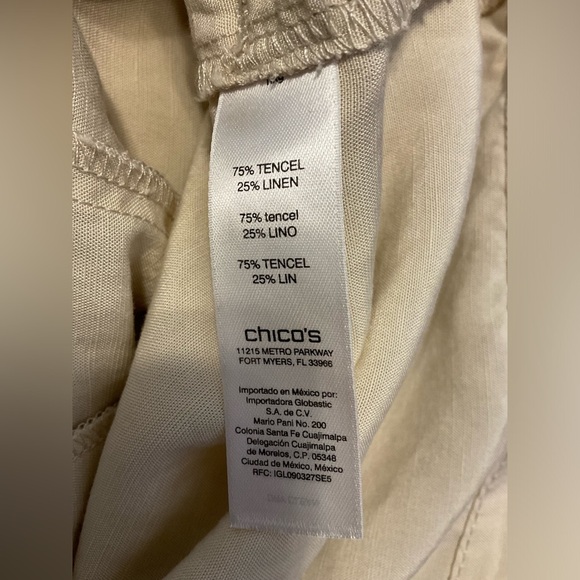 75% TENCEL
25% LINEN
75% tencel
25% LINO
75% TENCEL
25% LIN
chico's
11215 METRO PARKWAY
FORT MYERS, FL 33966
Importado en México por:
Importadora Globastic
S.A. de C.V.
Mario Pani No. 200
Colonia Santa Fe Cuajimalpa
Delegación Cuajimalpa
de Morelos, C.P. 05348
Ciudad de México, México
RFC: IGL090327SE5